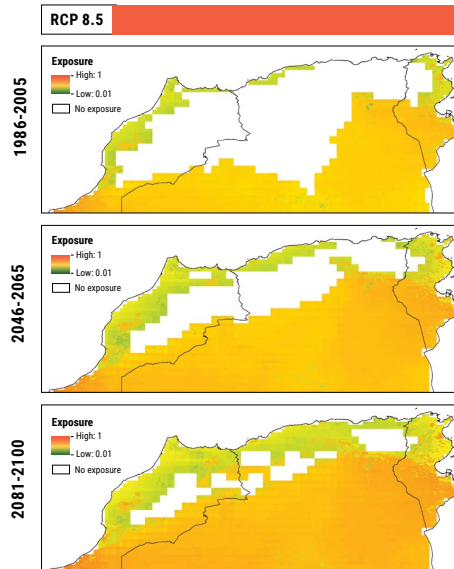 RCP 8.5
1986-2005
Exposure
High: 1
Low: 0.01
No exposure
2046-2065
Exposure
High: 1
Low: 0.01
No exposure
2081-2100
Exposure
High: 1
Low: 0.01
No exposure